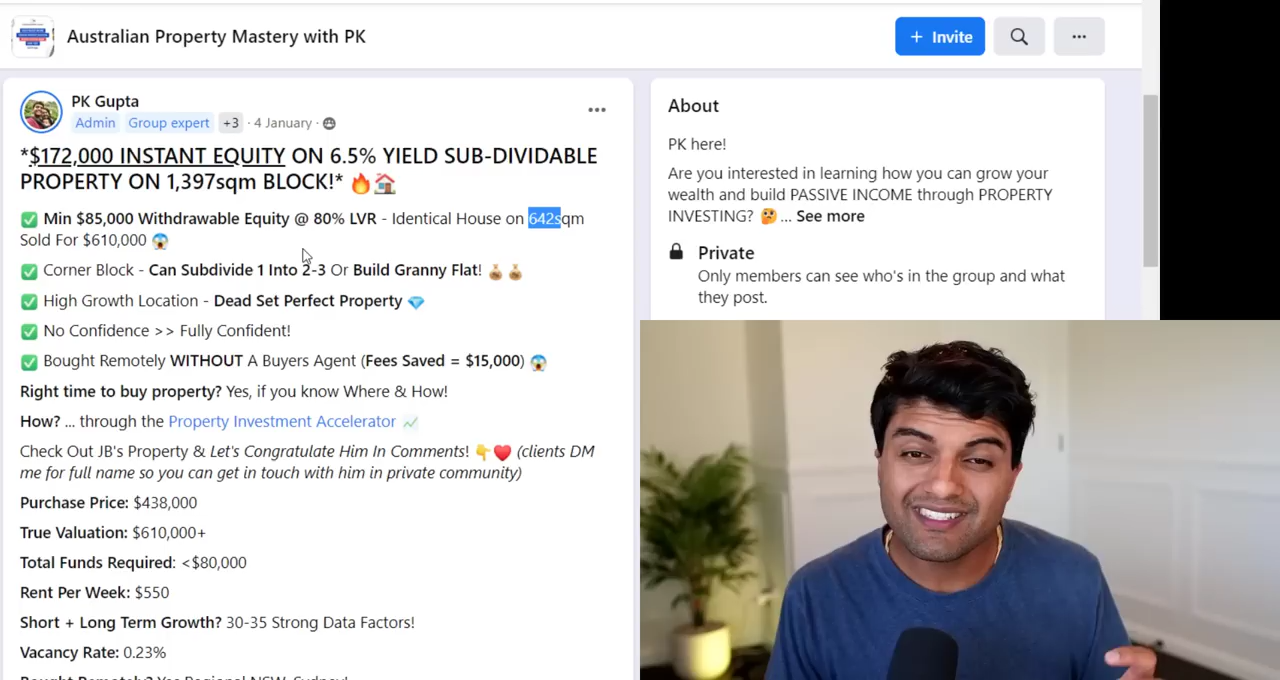 Australian Property Mastery with PK
+ Invite
PK Gupta
Admin Group expert +3 · 4 January ·
*$172,000 INSTANT EQUITY ON 6.5% YIELD SUB-DIVIDABLE
PROPERTY ON 1,397sqm BLOCK!* 🔥🏠
✅ Min $85,000 Withdrawable Equity @ 80% LVR - Identical House on 642sqm
Sold For $610,000 😱
✅ Corner Block - Can Subdivide 1 Into 2-3 Or Build Granny Flat! 💰💰
✅ High Growth Location - Dead Set Perfect Property 💎
✅ No Confidence >> Fully Confident!
✅ Bought Remotely WITHOUT A Buyers Agent (Fees Saved = $15,000) 😱
Right time to buy property? Yes, if you know Where & How!
How? ... through the Property Investment Accelerator 📈
Check Out JB's Property & Let's Congratulate Him In Comments! 👇❤️ (clients DM
me for full name so you can get in touch with him in private community)
Purchase Price: $438,000
True Valuation: $610,000+
Total Funds Required: <$80,000
Rent Per Week: $550
Short + Long Term Growth? 30-35 Strong Data Factors!
Vacancy Rate: 0.23%
Bought Remotely? Yes Regional NSW, Sydney!
About
PK here!
Are you interested in learning how you can grow your
wealth and build PASSIVE INCOME through PROPERTY
INVESTING? 🤔 ... See more
Private
Only members can see who's in the group and what
they post.